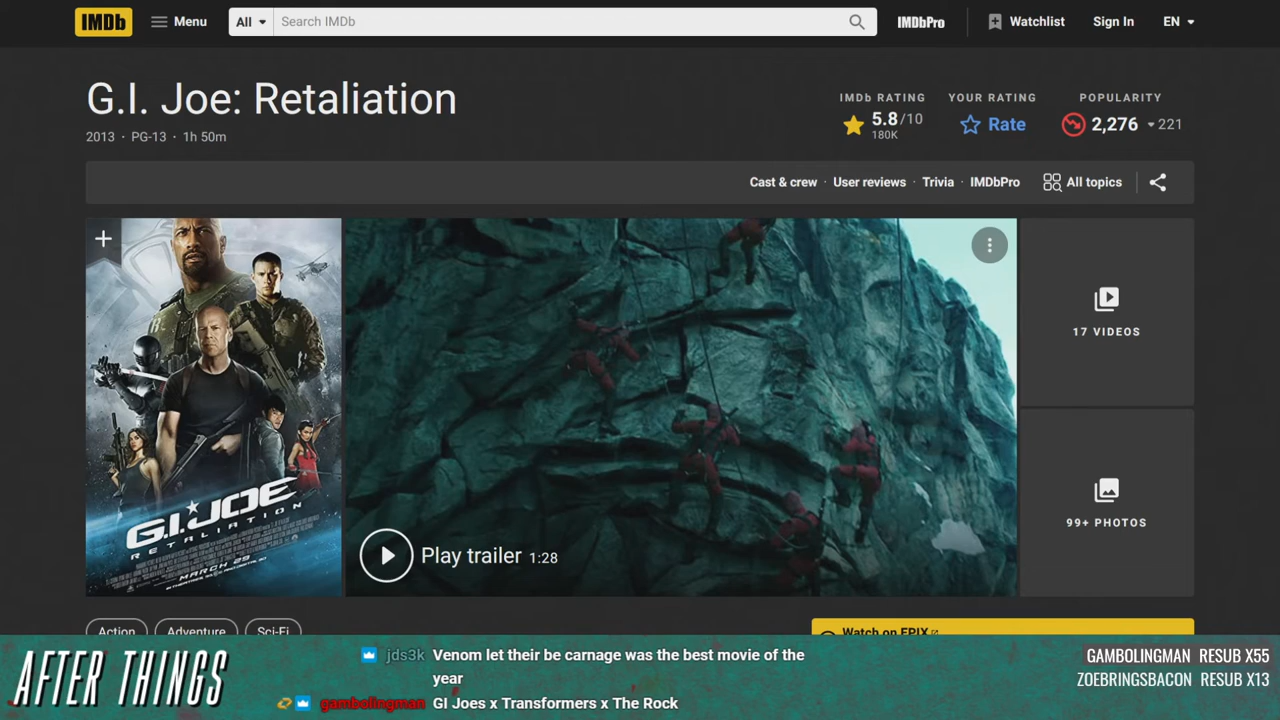 IMDb
Menu
All
Search IMDb
IMDbPro
Watchlist
Sign In
EN
G.I. Joe: Retaliation
2013 · PG-13 · 1h 50m
IMDb RATING
5.8/10
180K
YOUR RATING
Rate
POPULARITY
2,276
221
Cast & crew · User reviews · Trivia · IMDbPro
All topics
G.I. JOE
RETALIATION
MARCH 29
Play trailer 1:28
17 VIDEOS
99+ PHOTOS
Action
Adventure
Sci-Fi
Watch on EPIX
AFTER THINGS
jds3k Venom let their be carnage was the best movie of the
year
gambolingman GI Joes x Transformers x The Rock
GAMBOLINGMAN RESUB X55
ZOEBRINGSBACON RESUB X13